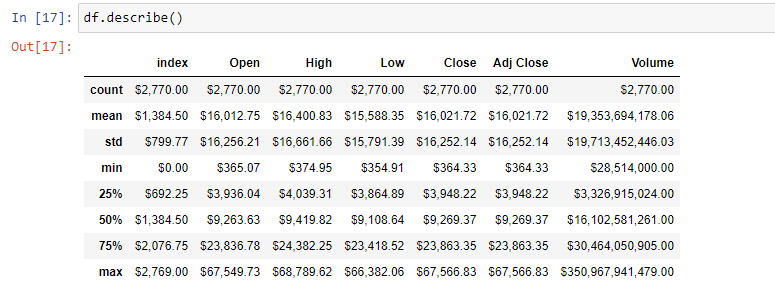 In [17]: df.describe()
Out[17]:
index Open High Low Close Adj Close Volume
count $2,770.00 $2,770.00 $2,770.00 $2,770.00 $2,770.00 $2,770.00 $2,770.00
mean $1,384.50 $16,012.75 $16,400.83 $15,588.35 $16,021.72 $16,021.72 $19,353,694,178.06
std $799.77 $16,256.21 $16,661.66 $15,791.39 $16,252.14 $16,252.14 $19,713,452,446.03
min $0.00 $365.07 $374.95 $354.91 $364.33 $364.33 $28,514,000.00
25% $692.25 $3,936.04 $4,039.31 $3,864.89 $3,948.22 $3,948.22 $3,326,915,024.00
50% $1,384.50 $9,263.63 $9,419.82 $9,108.64 $9,269.37 $9,269.37 $16,102,581,261.00
75% $2,076.75 $23,836.78 $24,382.25 $23,418.52 $23,863.35 $23,863.35 $30,464,050,905.00
max $2,769.00 $67,549.73 $68,789.62 $66,382.06 $67,566.83 $67,566.83 $350,967,941,479.00